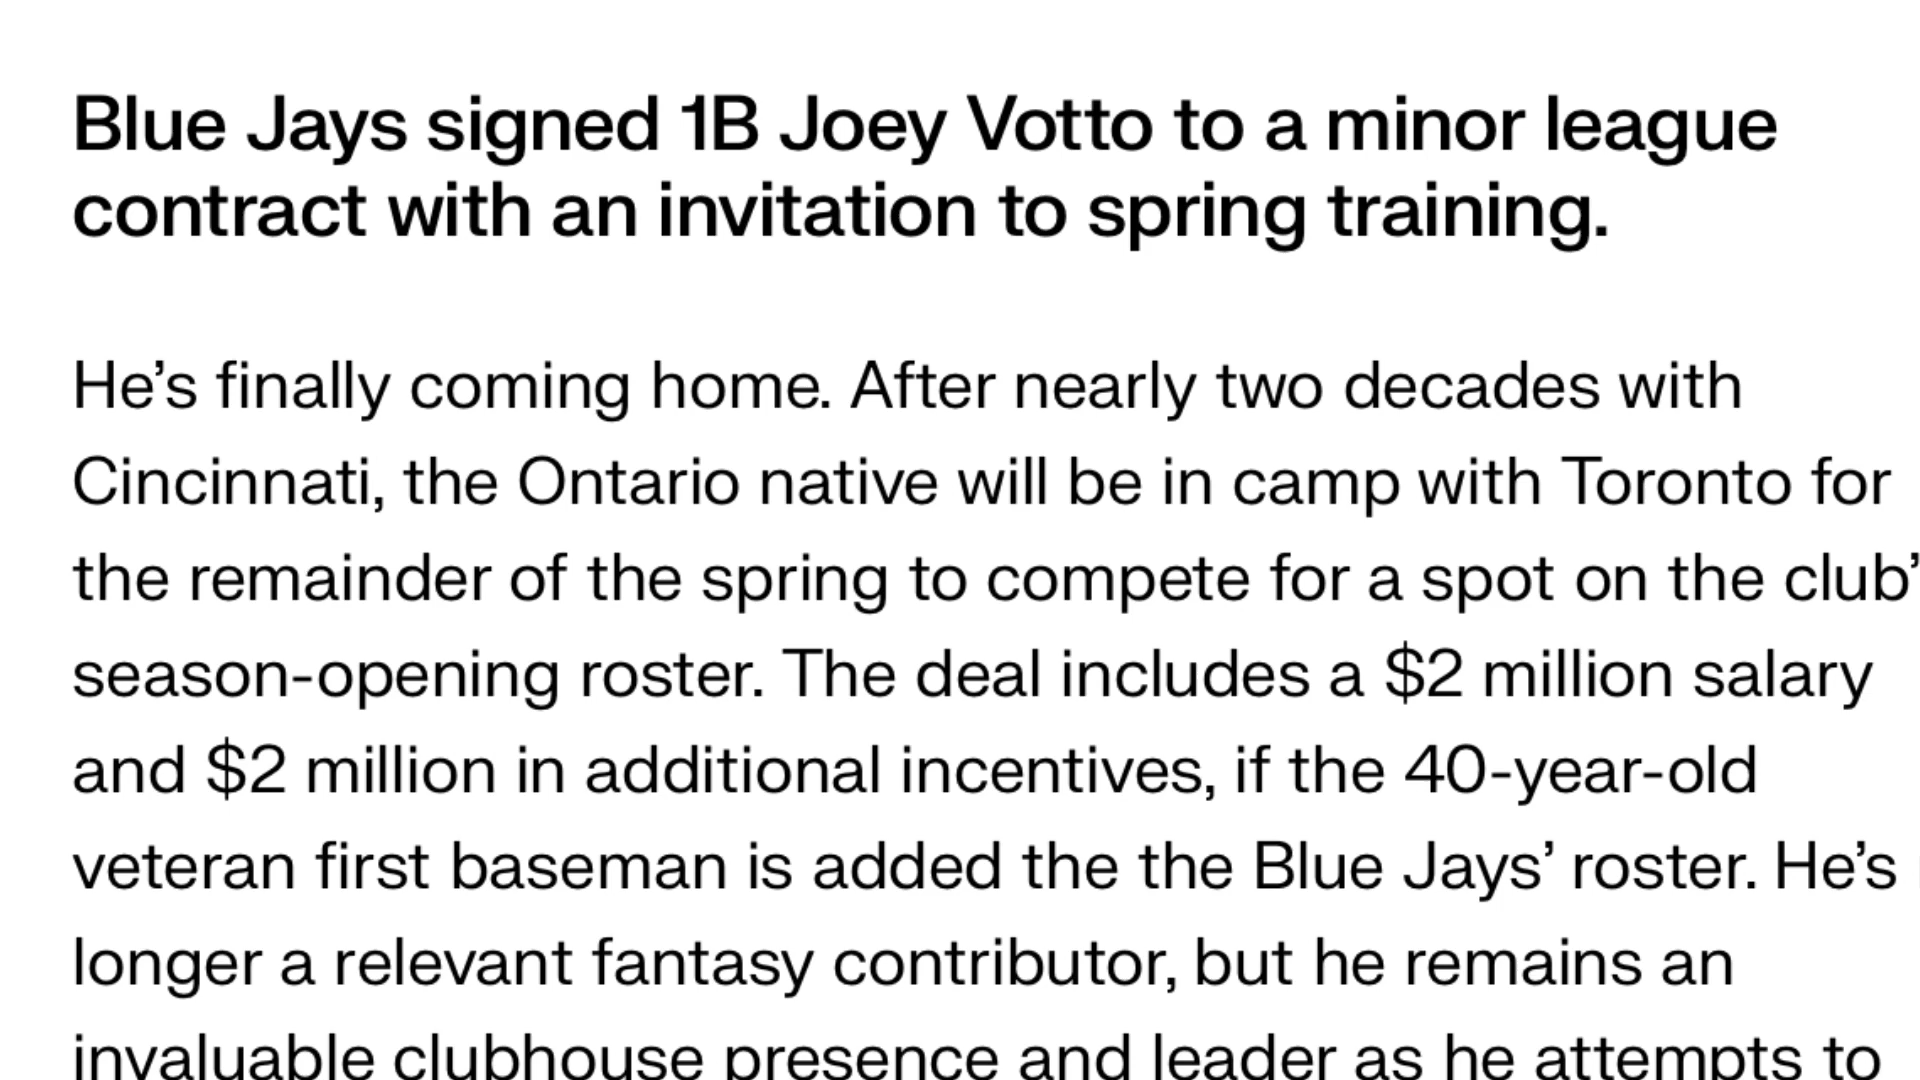 Blue Jays signed 1B Joey Votto to a minor league
contract with an invitation to spring training.
He’s finally coming home. After nearly two decades with
Cincinnati, the Ontario native will be in camp with Toronto for
the remainder of the spring to compete for a spot on the club’
season-opening roster. The deal includes a $2 million salary
and $2 million in additional incentives, if the 40-year-old
veteran first baseman is added the the Blue Jays’ roster. He’s
longer a relevant fantasy contributor, but he remains an
invaluable clubhouse presence and leader as he attempts to